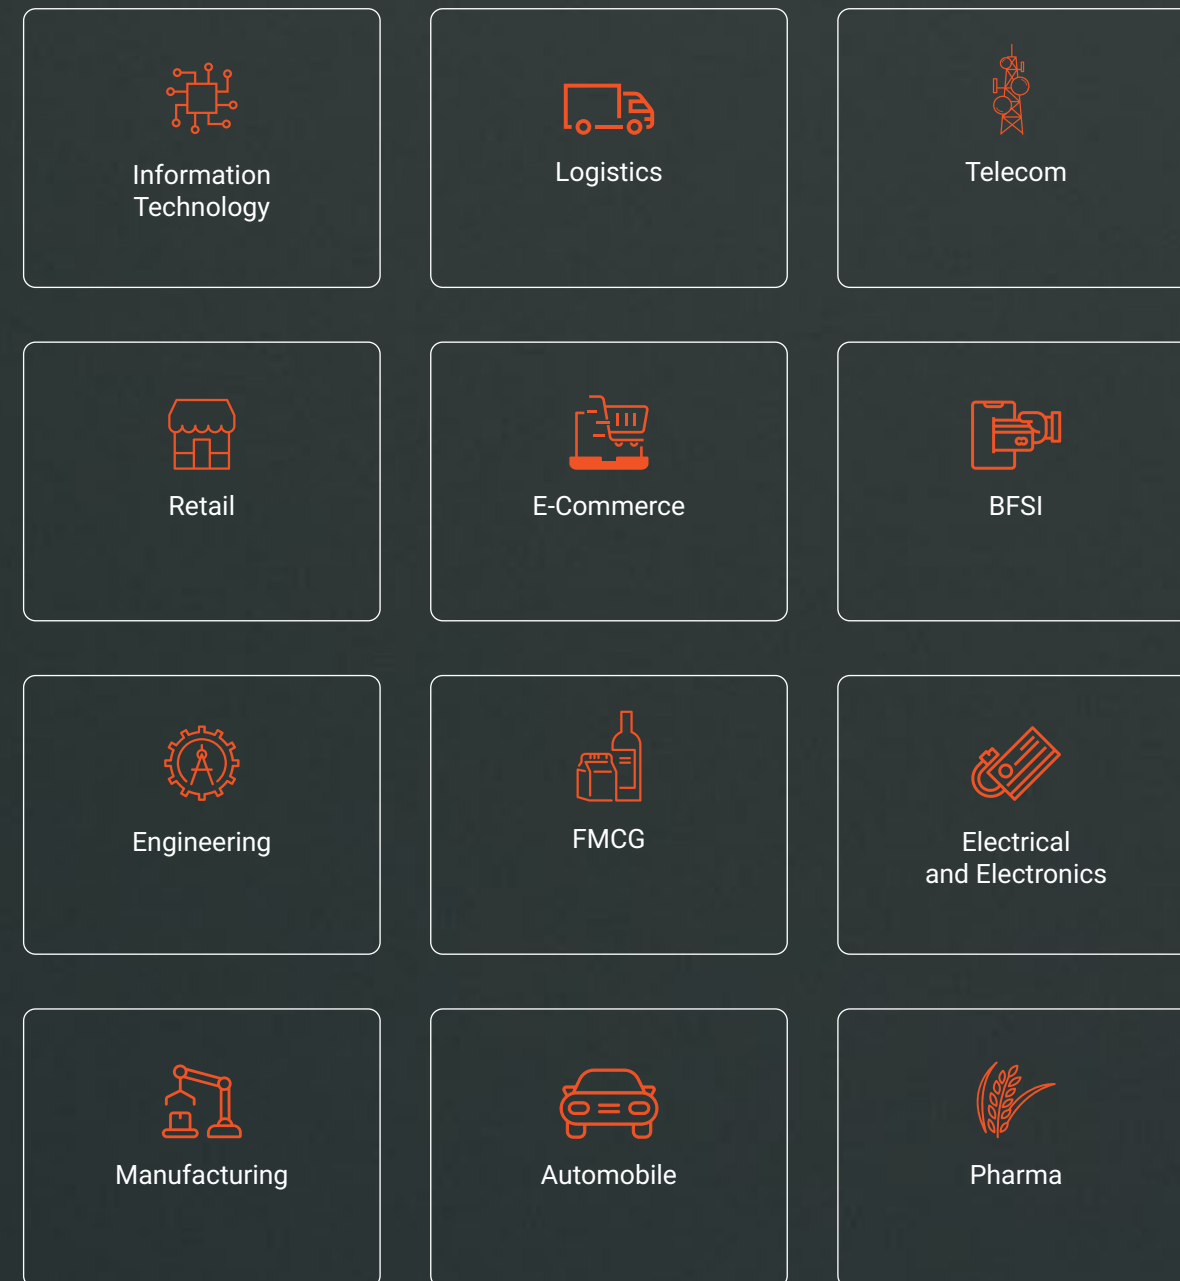 Information
Technology
Logistics
Telecom
Retail
E-Commerce
BFSI
Engineering
FMCG
Electrical
and Electronics
Manufacturing
Automobile
Pharma